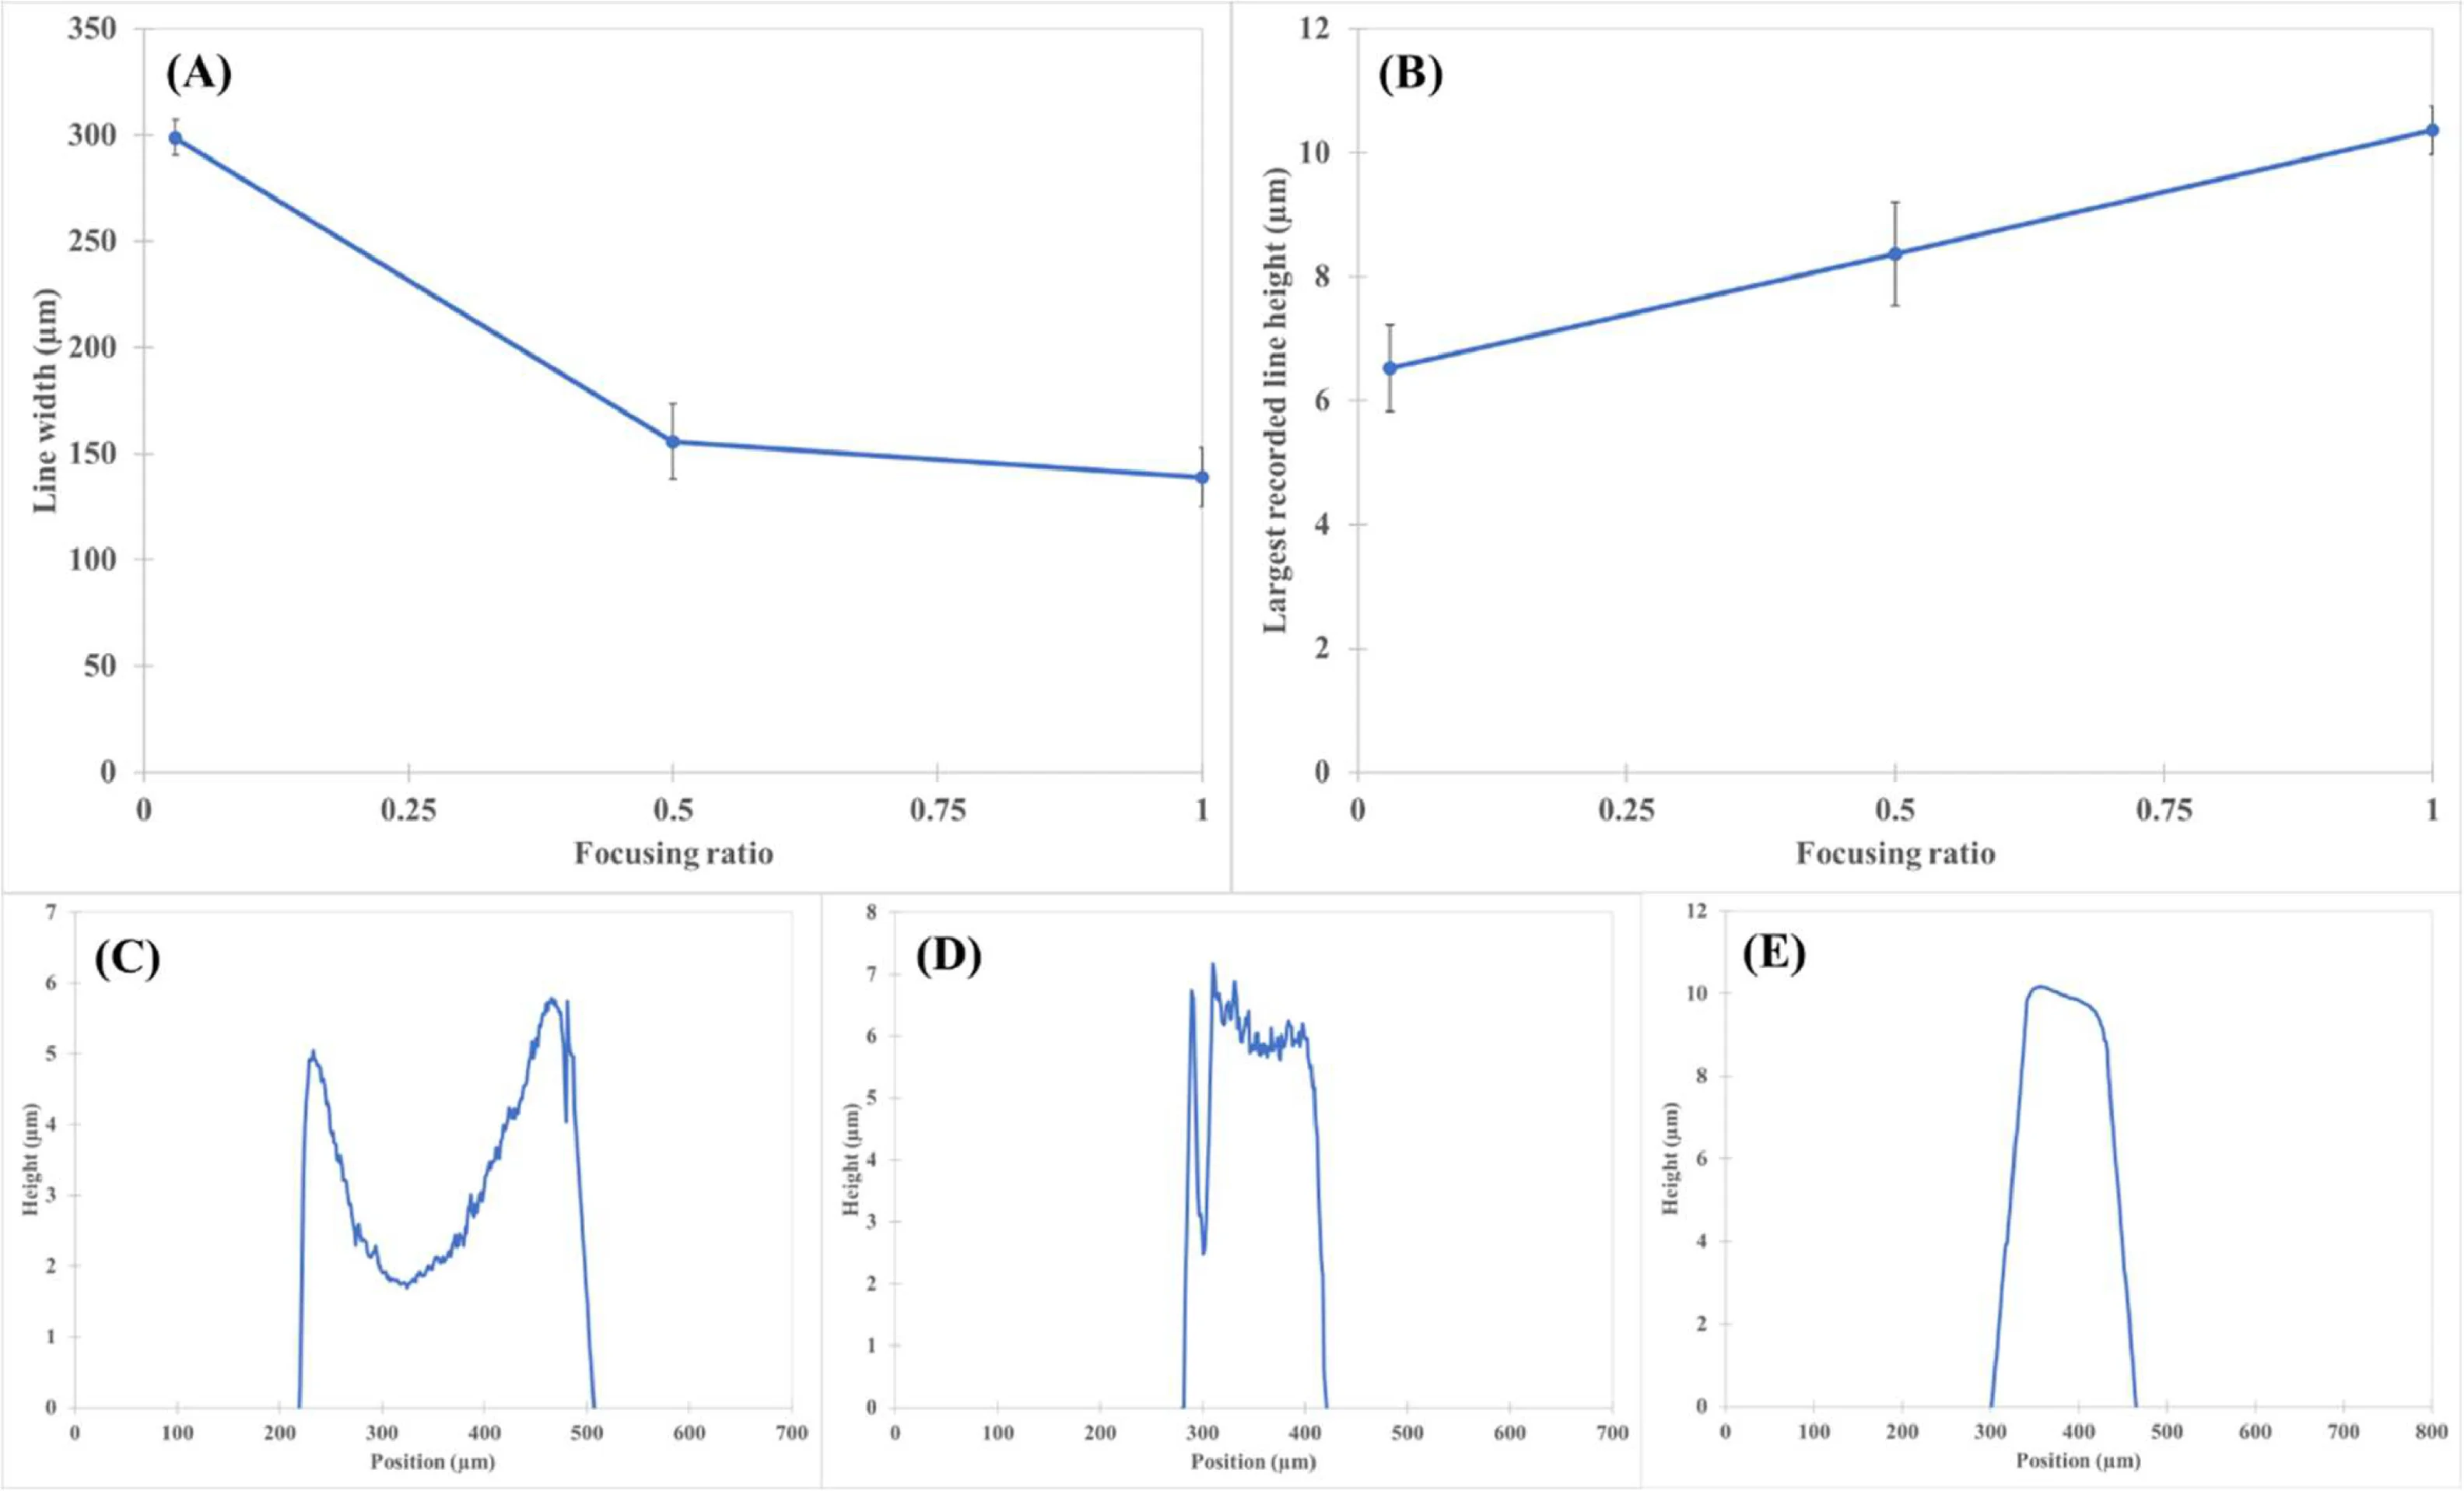 (A)
350
300
250
200
150
100
50
0
0 0.25 0.5 0.75 1
Line width (µm)
Focusing ratio
(B)
12
10
8
6
4
2
0
0 0.25 0.5 0.75 1
Largest recorded line height (µm)
Focusing ratio
(C)
7
6
5
4
3
2
1
0
0 100 200 300 400 500 600 700
Height (µm)
Position (µm)
(D)
8
7
6
5
4
3
2
1
0
0 100 200 300 400 500 600 700
Height (µm)
Position (µm)
(E)
12
10
8
6
4
2
0
0 100 200 300 400 500 600 700 800
Height (µm)
Position (µm)